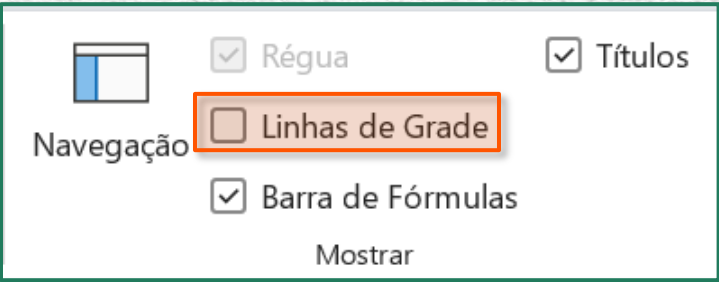 Régua
Títulos
Navegação
Linhas de Grade
Barra de Fórmulas
Mostrar